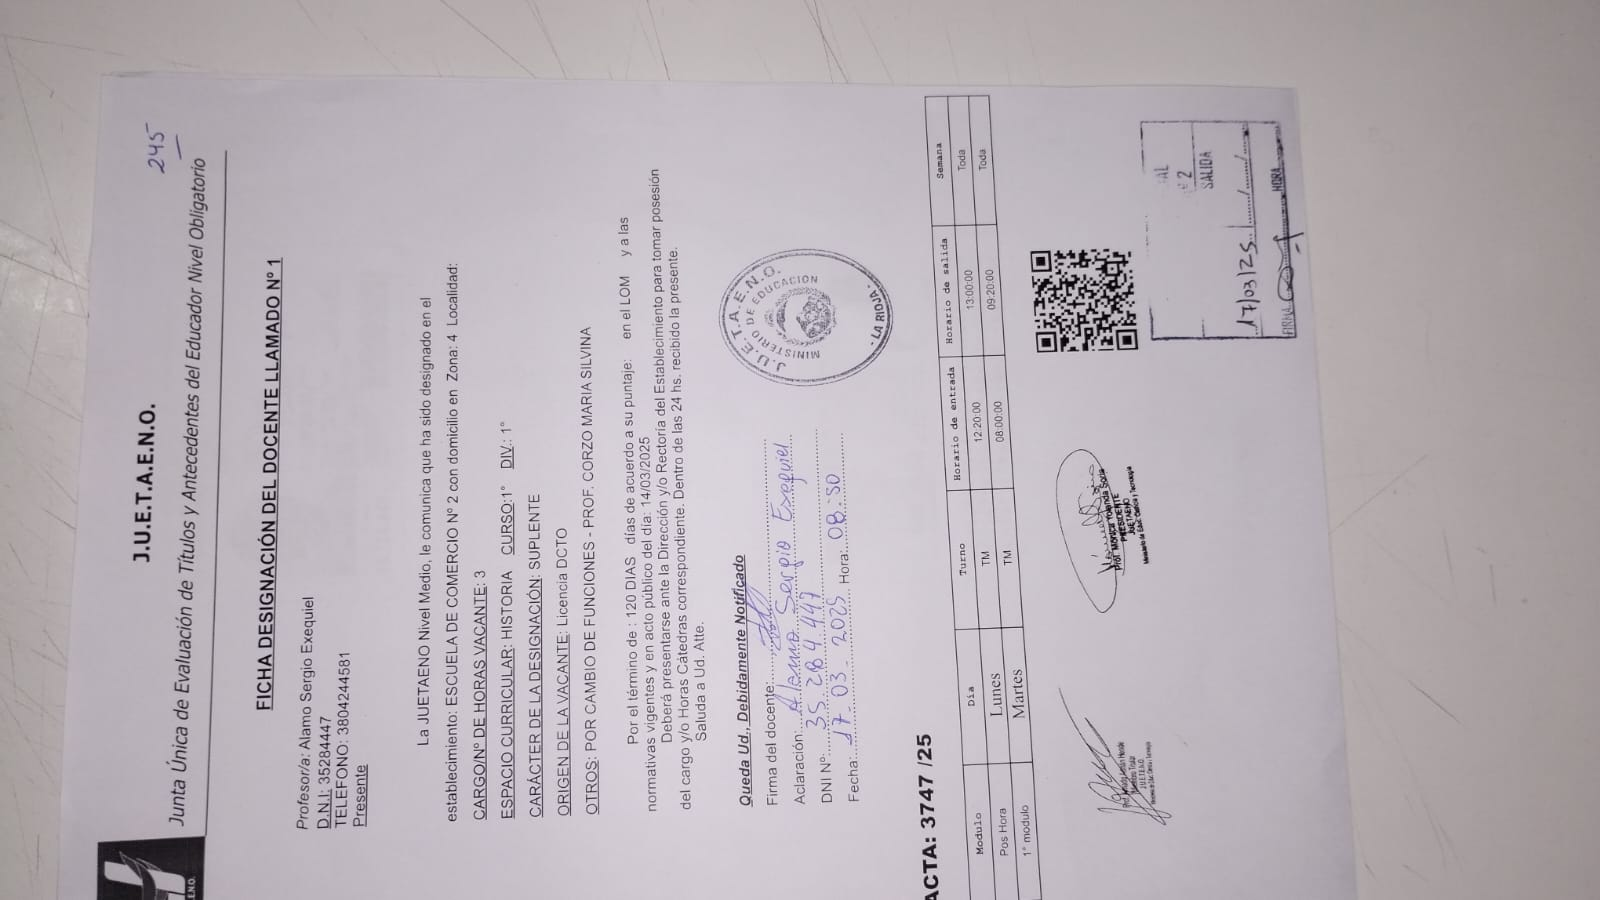 245
J.U.E.T.A.E.N.O.
Junta Única de Evaluación de Títulos y Antecedentes del Educador Nivel Obligatorio
E.N.O.
FICHA DESIGNACIÓN DEL DOCENTE LLAMADO Nº 1
Profesor/a: Alamo Sergio Exequiel
D.N.I: 35284447
TELEFONO: 3804244581
Presente
La JUETAENO Nivel Medio, le comunica que ha sido designado en el
establecimiento: ESCUELA DE COMERCIO Nº 2 con domicilio en Zona: 4 Localidad:
CARGO/Nº DE HORAS VACANTE: 3
ESPACIO CURRICULAR: HISTORIA CURSO:1° DIV.: 1°
CARÁCTER DE LA DESIGNACIÓN: SUPLENTE
ORIGEN DE LA VACANTE: Licencia DCTO
OTROS: POR CAMBIO DE FUNCIONES - PROF. CORZO MARIA SILVINA
Por el término de : 120 DIAS días de acuerdo a su puntaje: en el LOM y a las
normativas vigentes y en acto público del día: 14/03/2025
Deberá presentarse ante la Dirección y/o Rectoría del Establecimiento para tomar posesión
del cargo y/o Horas Cátedras correspondiente. Dentro de las 24 hs. recibido la presente.
Saluda a Ud. Atte.
Queda Ud., Debidamente Notificado
Firma del docente:
Aclaración: Alamo Sergio Exequiel
DNI Nº: 35.284.447
Fecha: 17-03-2025 Hora: 08:50
J.U.E.T.A.E.N.O.
MINISTERIO DE EDUCACION
- LA RIOJA -
ACTA: 3747 /25
Modulo Dia Turno Horario de entrada Horario de salida Semana
Pos Hora Lunes TM 12:20:00 13:00:00 Toda
1° modulo Martes TM 08:00:00 09:20:00 Toda
Prof. Mónica Yolanda Soria
PRESIDENTE
JUETAENO
SALIDA
17/03/25
FIRMA HORA